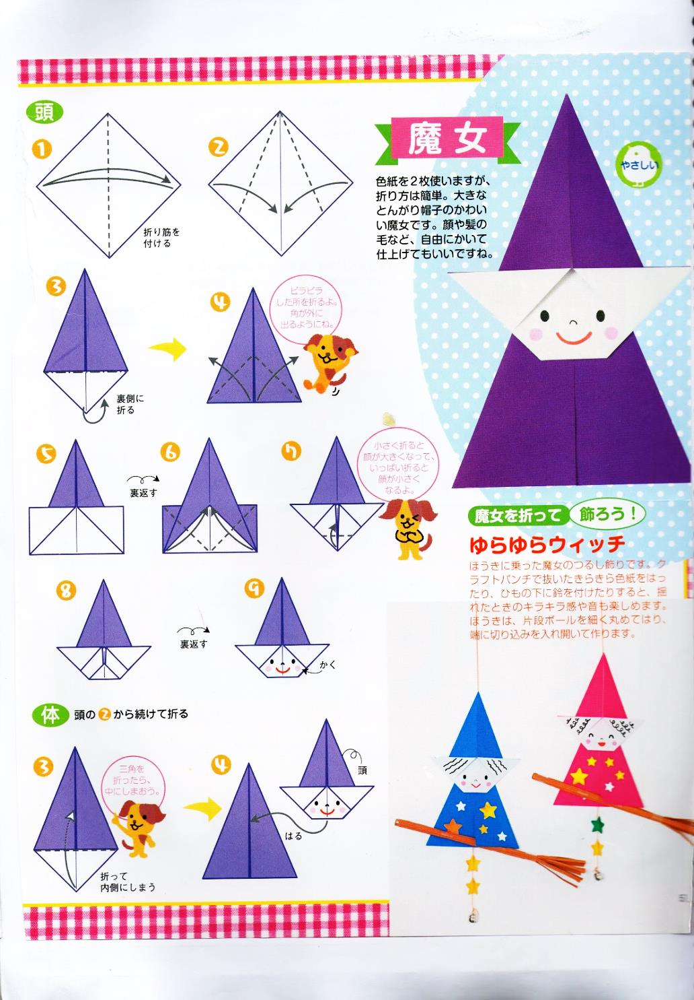 頭
1
折り筋を
付ける
2
魔女
やさしい
色紙を2枚使いますが、
折り方は簡単。大きな
とんがり帽子のかわい
い魔女です。顔や髪の
毛など、自由にかいて
仕上げてもいいですね。
3
裏側に
折る
4
ピラピラ
した所を折るよ。
角が外に
出るようにね。
5
裏返す
6
7
小さく折ると
顔が大きくなって、
いっぱい折ると
顔が小さく
なるよ。
8
裏返す
9
かく
体
頭の2から続けて折る
3
三角を
折ったら、
中にしまおう。
折って
内側にしまう
4
頭
はる
魔女を折って 飾ろう!
ゆらゆらウィッチ
ほうきに乗った魔女のつるし飾りです。ク
ラフトパンチで抜いたきらきら色紙をはっ
たり、ひもの下に鈴を付けたりすると、揺
れたときのキラキラ感や音も楽しめます。
ほうきは、片段ボールを細く丸めてはり、
端に切り込みを入れ開いて作ります。